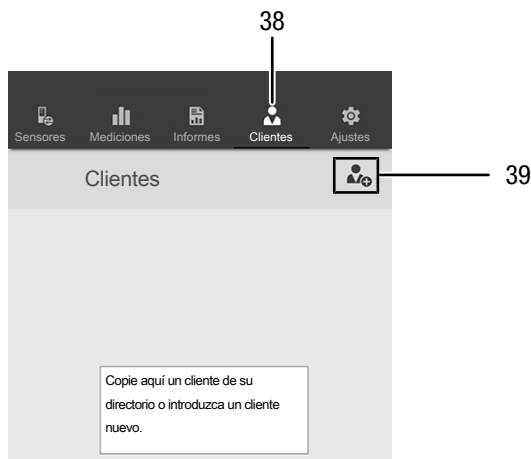 38
Sensores Mediciones Informes Clientes Ajustes
Clientes
39
Copie aquí un cliente de su
directorio o introduzca un cliente
nuevo.